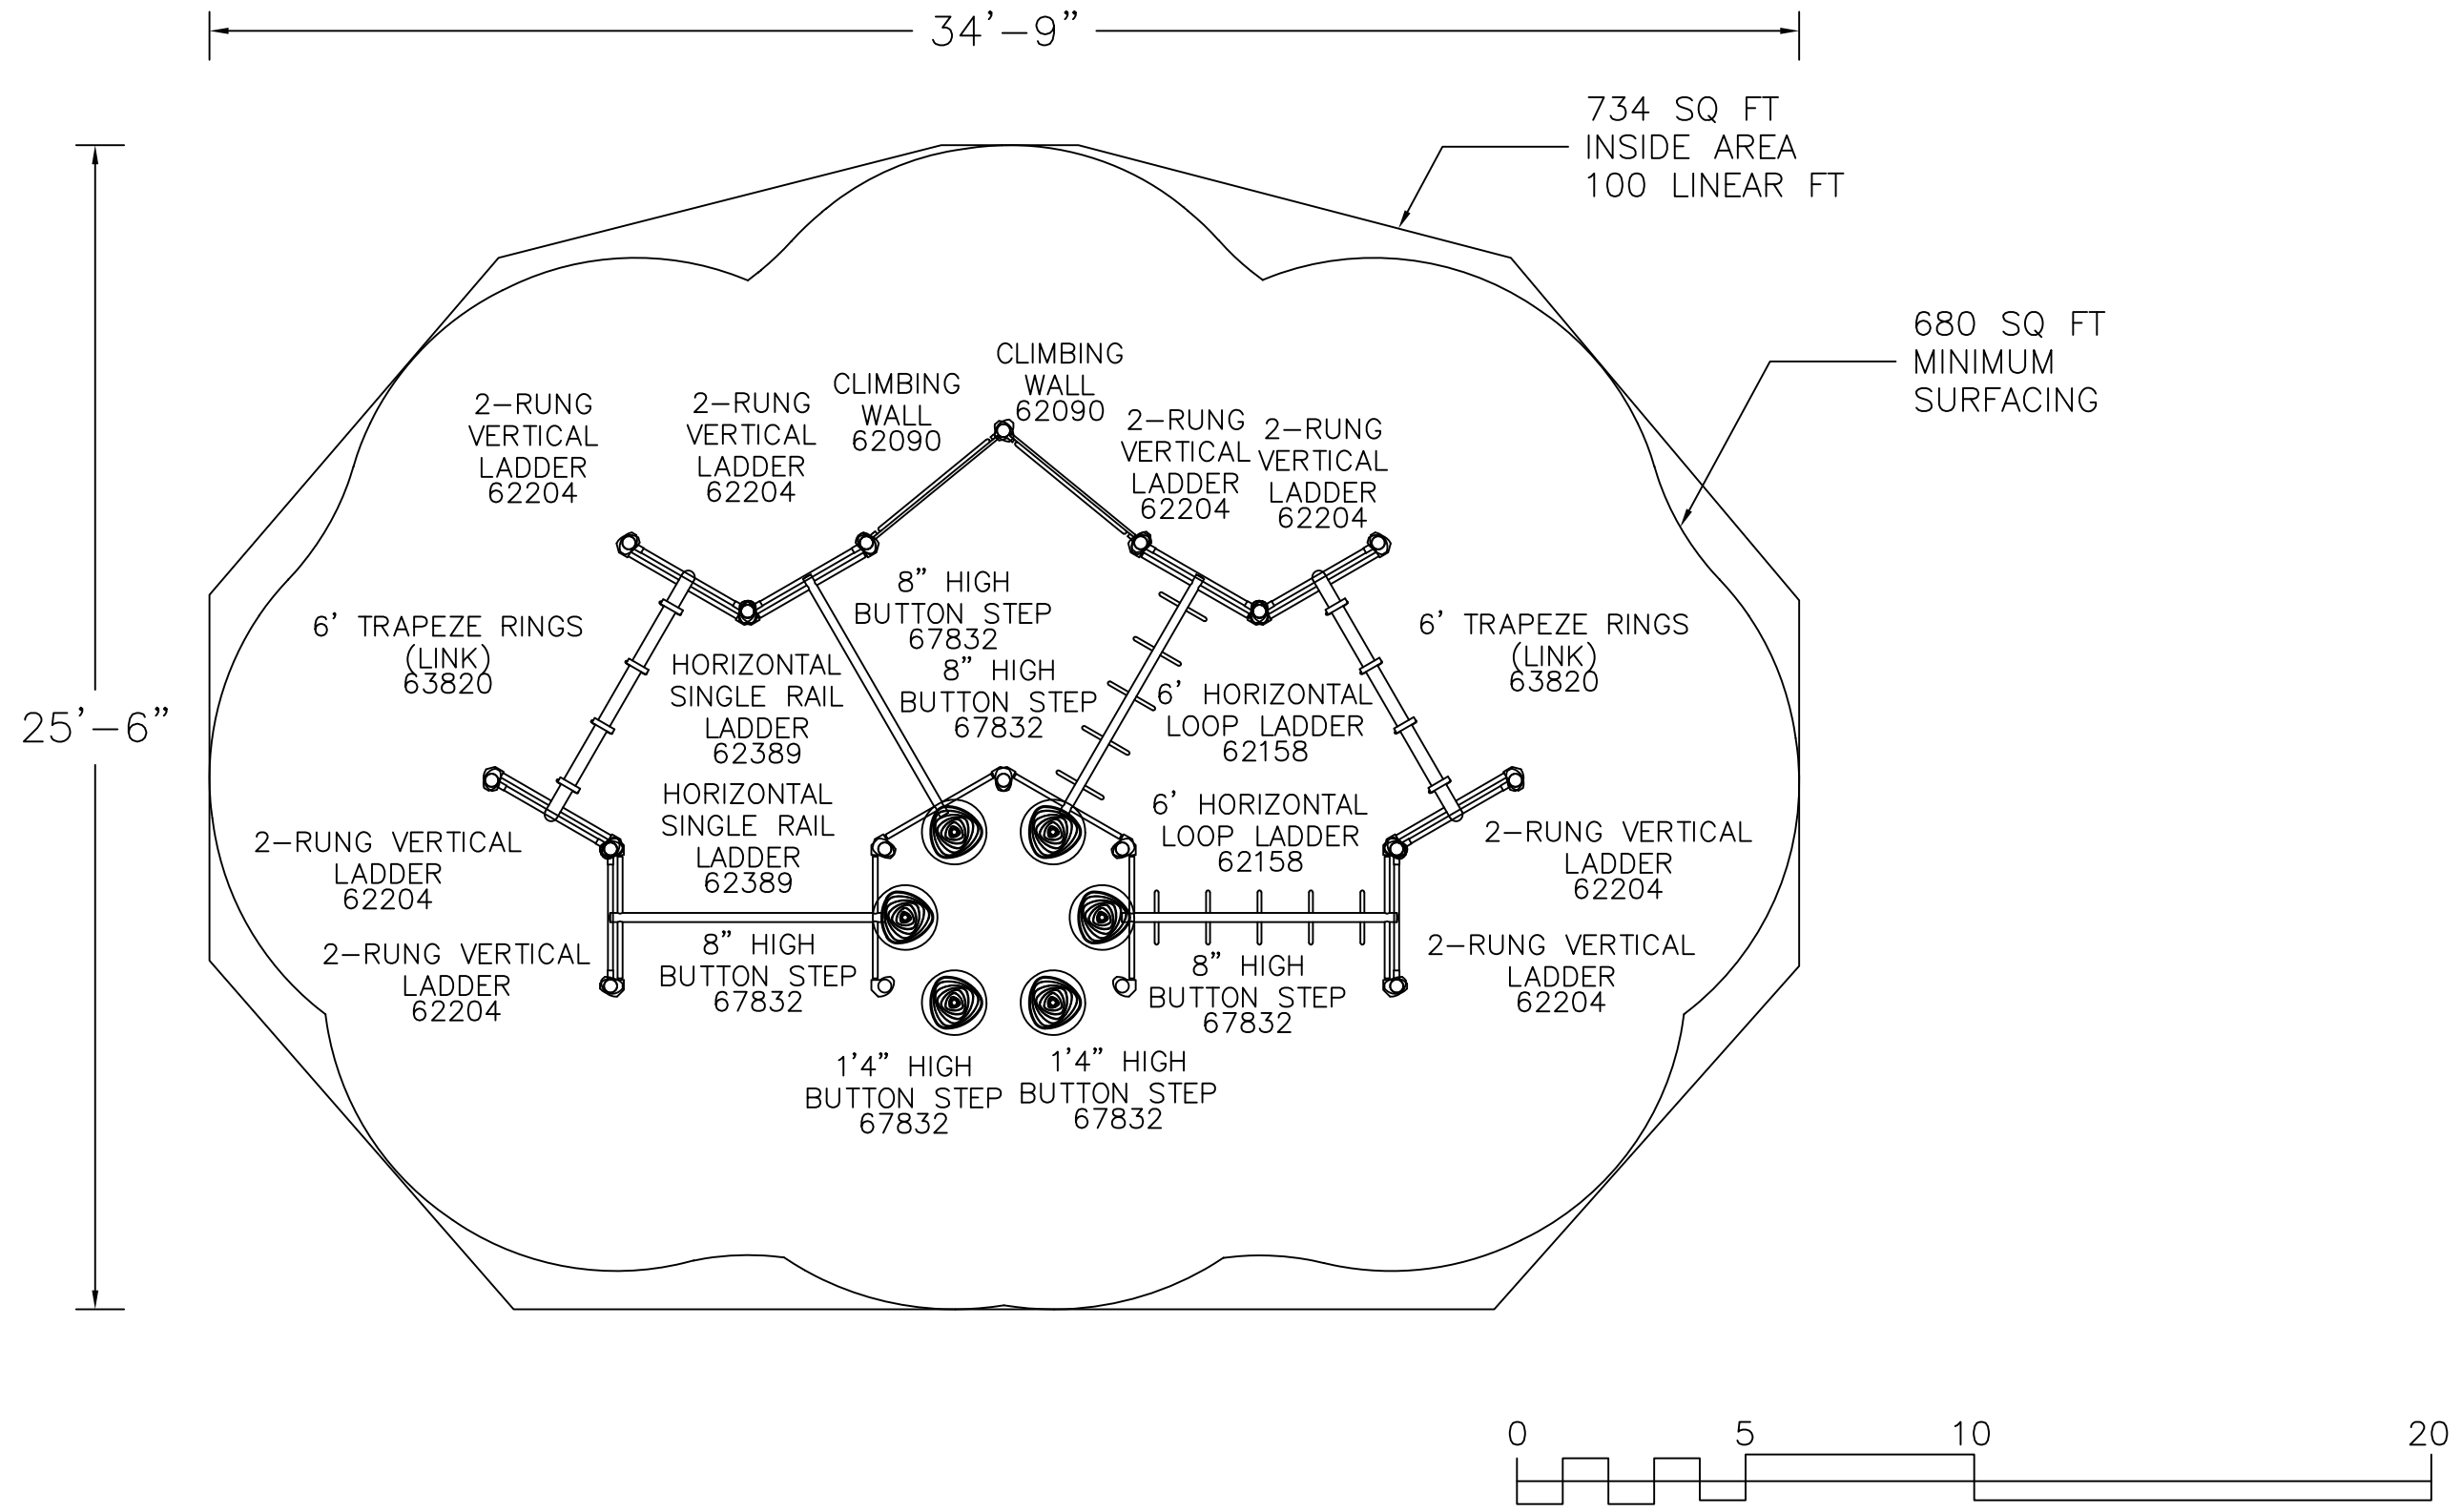 34'-9"
734 SQ FT
INSIDE AREA
100 LINEAR FT
680 SQ FT
MINIMUM
SURFACING
25'-6"
2-RUNG
VERTICAL
LADDER
62204
2-RUNG
VERTICAL
LADDER
62204
CLIMBING
WALL
62090
CLIMBING
WALL
62090
2-RUNG
VERTICAL
LADDER
62204
2-RUNG
VERTICAL
LADDER
62204
6' TRAPEZE RINGS
(LINK)
63820
HORIZONTAL
SINGLE RAIL
LADDER
62389
8" HIGH
BUTTON STEP
67832
8" HIGH
BUTTON STEP
67832
6' HORIZONTAL
LOOP LADDER
62158
6' TRAPEZE RINGS
(LINK)
63820
HORIZONTAL
SINGLE RAIL
LADDER
62389
6' HORIZONTAL
LOOP LADDER
62158
2-RUNG VERTICAL
LADDER
62204
2-RUNG VERTICAL
LADDER
62204
2-RUNG VERTICAL
LADDER
62204
8" HIGH
BUTTON STEP
67832
8" HIGH
BUTTON STEP
67832
2-RUNG VERTICAL
LADDER
62204
1'4" HIGH
BUTTON STEP
67832
1'4" HIGH
BUTTON STEP
67832
0 5 10 20